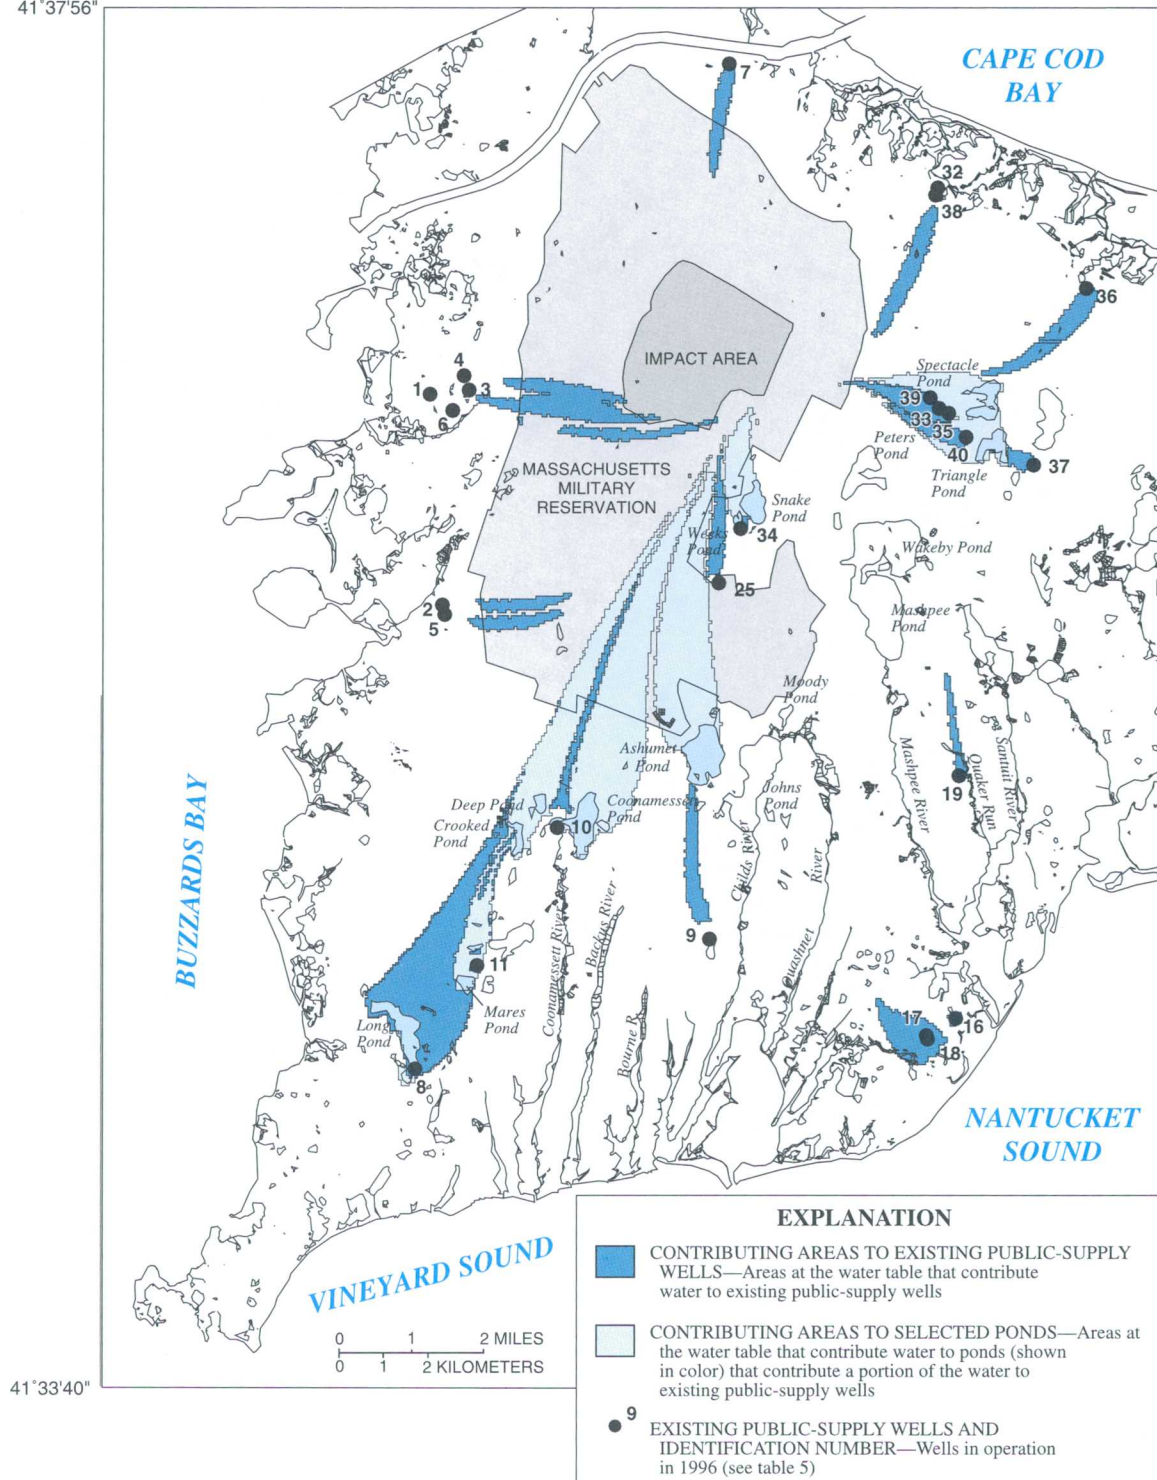 41°37'56"
CAPE COD
BAY
7
32
38
36
IMPACT AREA
4
1
3
6
Spectacle
Pond
39
33
35
40
37
Peters
Pond
Triangle
Pond
MASSACHUSETTS
MILITARY
RESERVATION
Snake
Pond
34
Weeks
Pond
25
Wakeby Pond
Mashpee
Pond
2
5
Moody
Pond
Ashumet
Pond
Johns
Pond
Mashpee River
Quaker Run
Santuit River
19
Deep Pond
Crooked
Pond
Coonamessett
Pond
10
BUZZARDS BAY
Childs River
River
Quashnet
9
Coonamessett River
Backus River
Bourne R.
11
Mares
Pond
Long
Pond
8
17
16
18
NANTUCKET
SOUND
VINEYARD SOUND
0 1 2 MILES
0 1 2 KILOMETERS
41°33'40"
EXPLANATION
CONTRIBUTING AREAS TO EXISTING PUBLIC-SUPPLY
WELLS—Areas at the water table that contribute
water to existing public-supply wells
CONTRIBUTING AREAS TO SELECTED PONDS—Areas at
the water table that contribute water to ponds (shown
in color) that contribute a portion of the water to
existing public-supply wells
9
EXISTING PUBLIC-SUPPLY WELLS AND
IDENTIFICATION NUMBER—Wells in operation
in 1996 (see table 5)